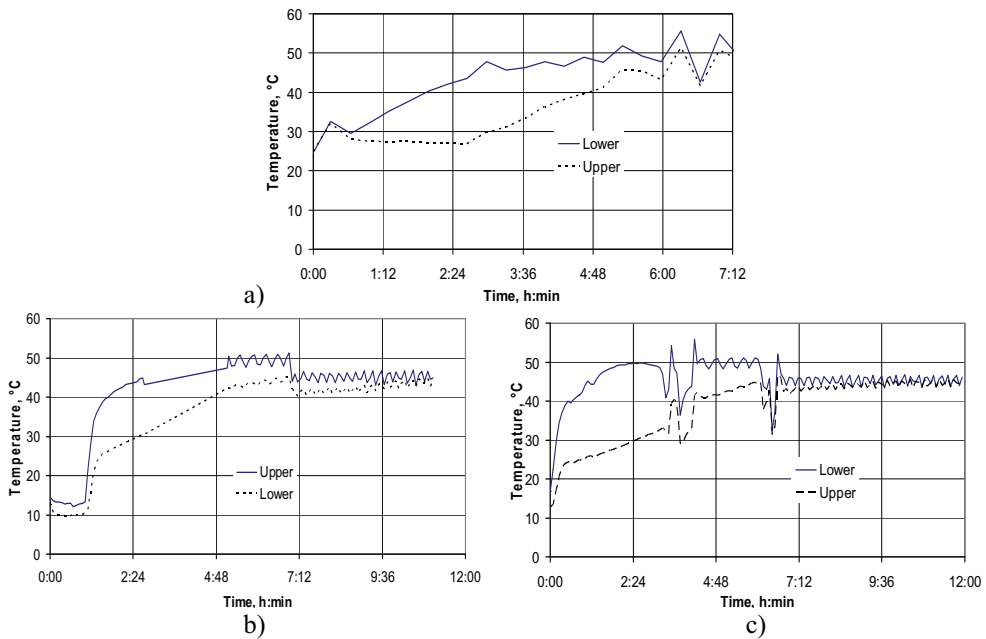 60
50
40
30
20
10
0
Temperature, °C
Lower
Upper
0:00 1:12 2:24 3:36 4:48 6:00 7:12
Time, h:min
a)
60
50
40
30
20
10
0
Temperature, °C
Upper
Lower
0:00 2:24 4:48 7:12 9:36 12:00
Time, h:min
b)
60
50
40
30
20
10
0
Temperature, °C
Lower
Upper
0:00 2:24 4:48 7:12 9:36 12:00
Time, h:min
c)